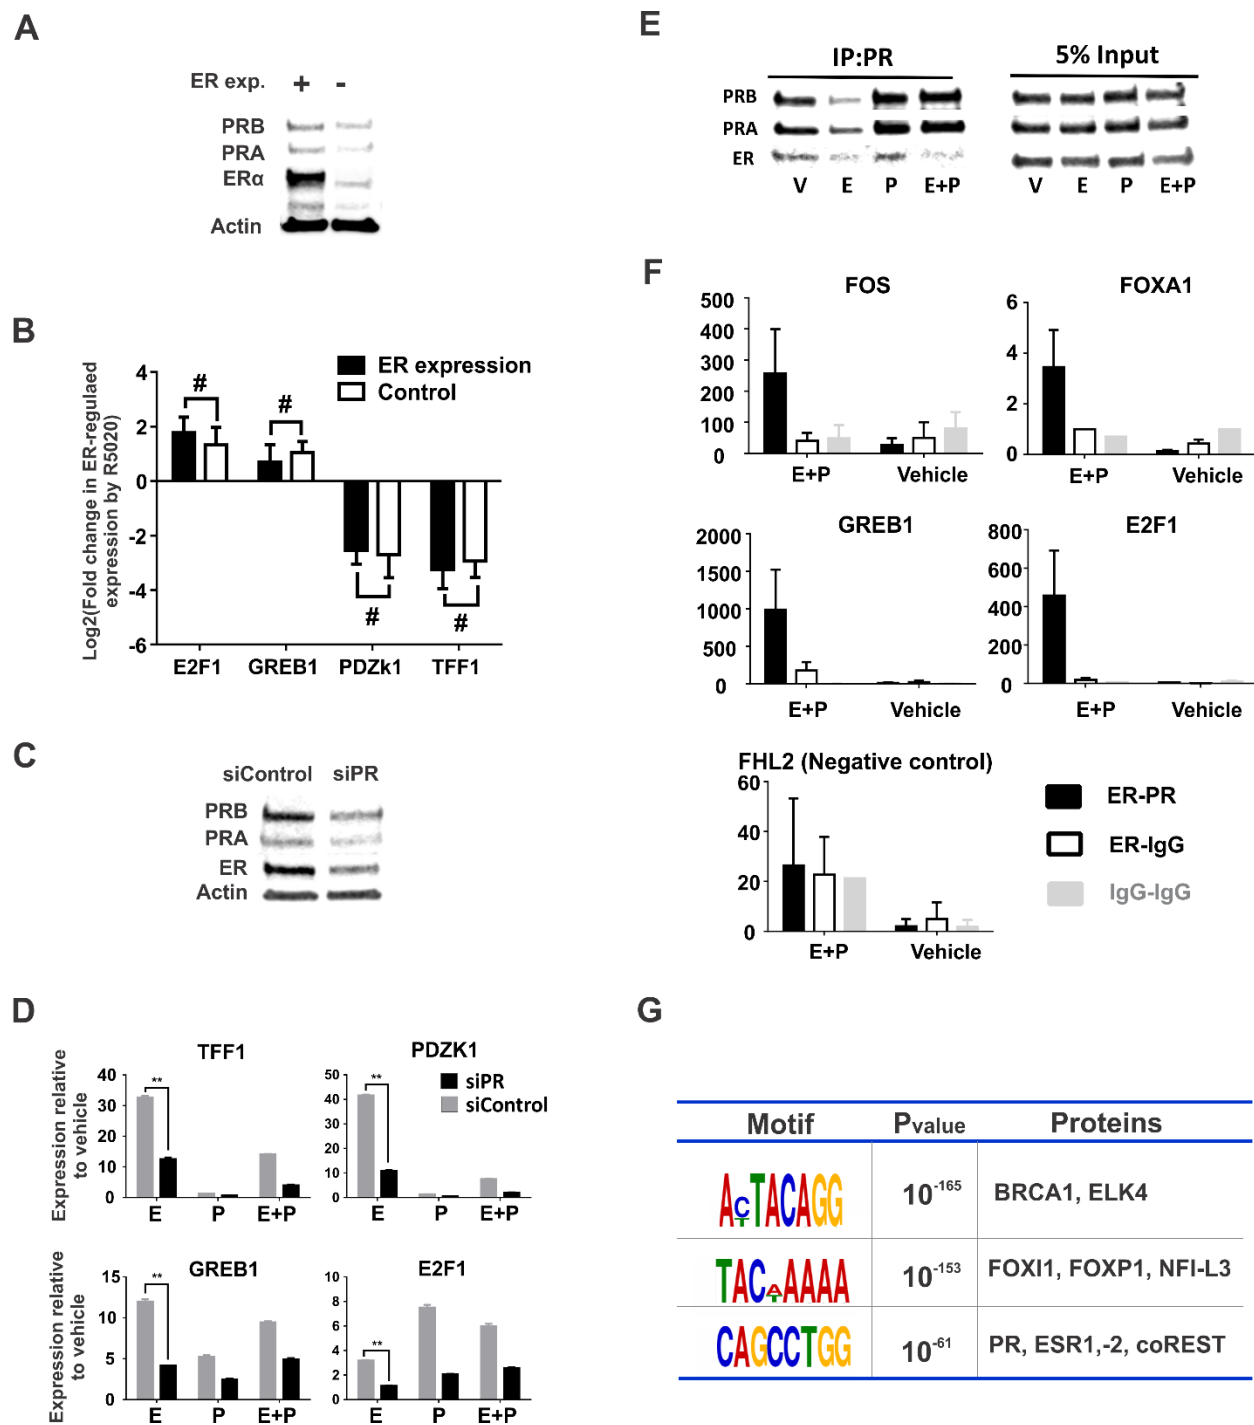 A
ER exp. + -
PRB
PRA
ERα
Actin
B
ER expression
Control
Log2(Fold change in ER-regulaed
expression by R5020)
4
2
0
-2
-4
-6
# # # #
E2F1 GREB1 PDZk1 TFF1
C
siControl siPR
PRB
PRA
ER
Actin
D
TFF1
Expression relative
to vehicle
40
30
20
10
0
**
E P E+P
PDZK1
siPR
siControl
50
40
30
20
10
0
**
E P E+P
GREB1
Expression relative
to vehicle
15
10
5
0
**
E P E+P
E2F1
8
6
4
2
0
**
E P E+P
E
IP:PR 5% Input
PRB
PRA
ER
V E P E+P V E P E+P
F
FOS
500
400
300
200
100
0
E+P Vehicle
FOXA1
6
4
2
0
E+P Vehicle
GREB1
2000
1500
1000
500
0
E+P Vehicle
E2F1
800
600
400
200
0
E+P Vehicle
FHL2 (Negative control)
60
40
20
0
E+P Vehicle
ER-PR
ER-IgG
IgG-IgG
G
Motif Pvalue Proteins
ACTTACAGG 10-165 BRCA1, ELK4
TACATAAAA 10-153 FOXI1, FOXP1, NFI-L3
CAGCCTGG 10-61 PR, ESR1,-2, coREST